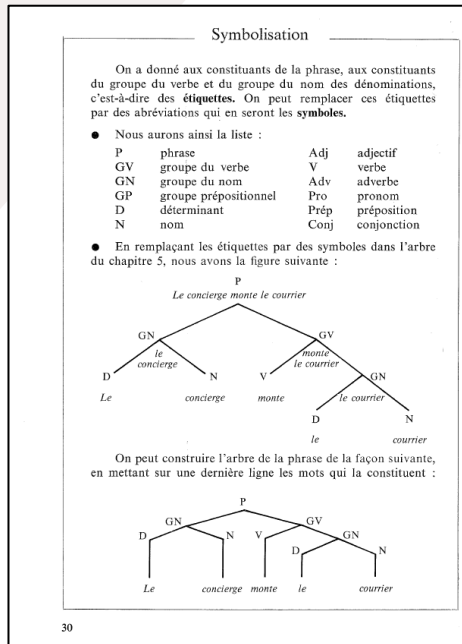 Symbolisation
On a donné aux constituants de la phrase, aux constituants
du groupe du verbe et du groupe du nom des dénominations,
c'est-à-dire des étiquettes. On peut remplacer ces étiquettes
par des abréviations qui en seront les symboles.
● Nous aurons ainsi la liste :
P phrase Adj adjectif
GV groupe du verbe V verbe
GN groupe du nom Adv adverbe
GP groupe prépositionnel Pro pronom
D déterminant Prép préposition
N nom Conj conjonction
● En remplaçant les étiquettes par des symboles dans l'arbre
du chapitre 5, nous avons la figure suivante :
P
Le concierge monte le courrier
GN GV
le monte
concierge le courrier
D N V le courrier GN
Le concierge monte
D N
le courrier
On peut construire l'arbre de la phrase de la façon suivante,
en mettant sur une dernière ligne les mots qui la constituent :
P
GN GV
D N V GN
D N
Le concierge monte le courrier
30